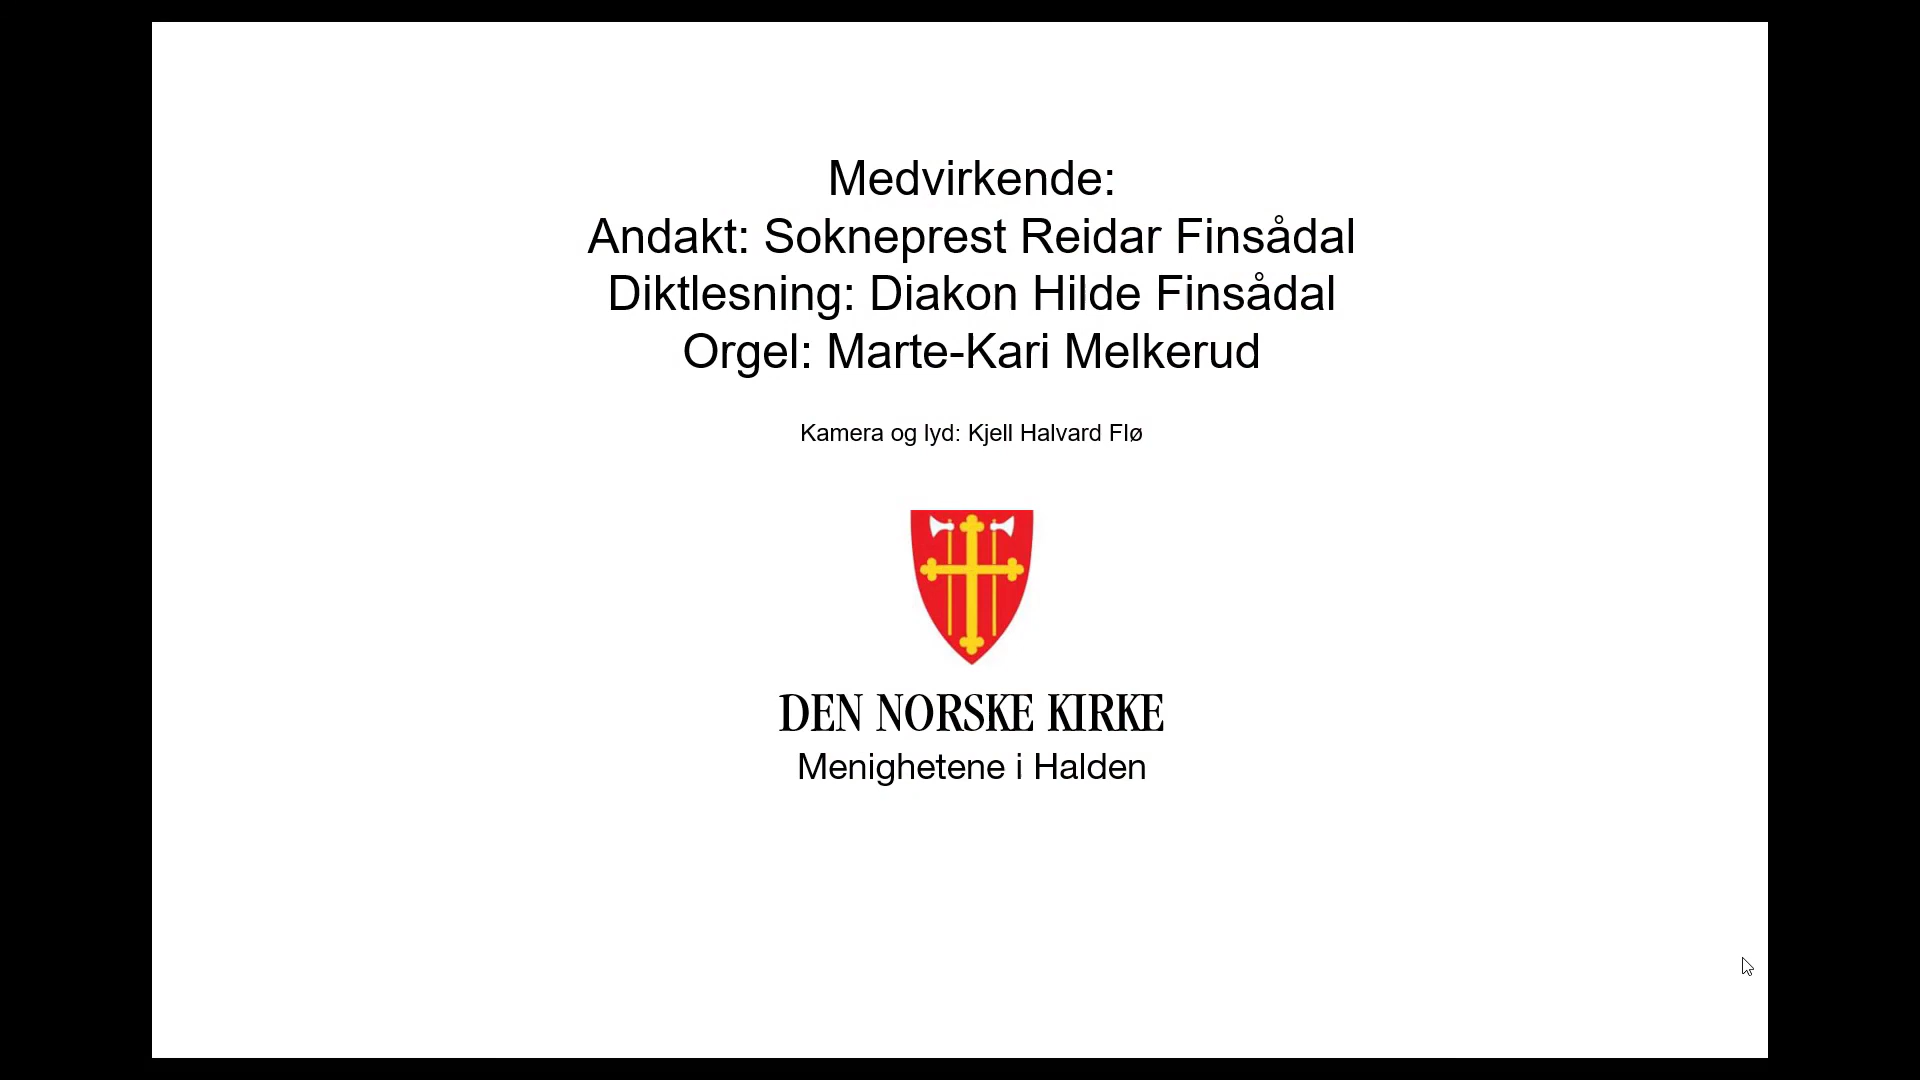 Medvirkende:
Andakt: Sokneprest Reidar Finsådal
Diktlesning: Diakon Hilde Finsådal
Orgel: Marte-Kari Melkerud
Kamera og lyd: Kjell Halvard Flø
DEN NORSKE KIRKE
Menighetene i Halden